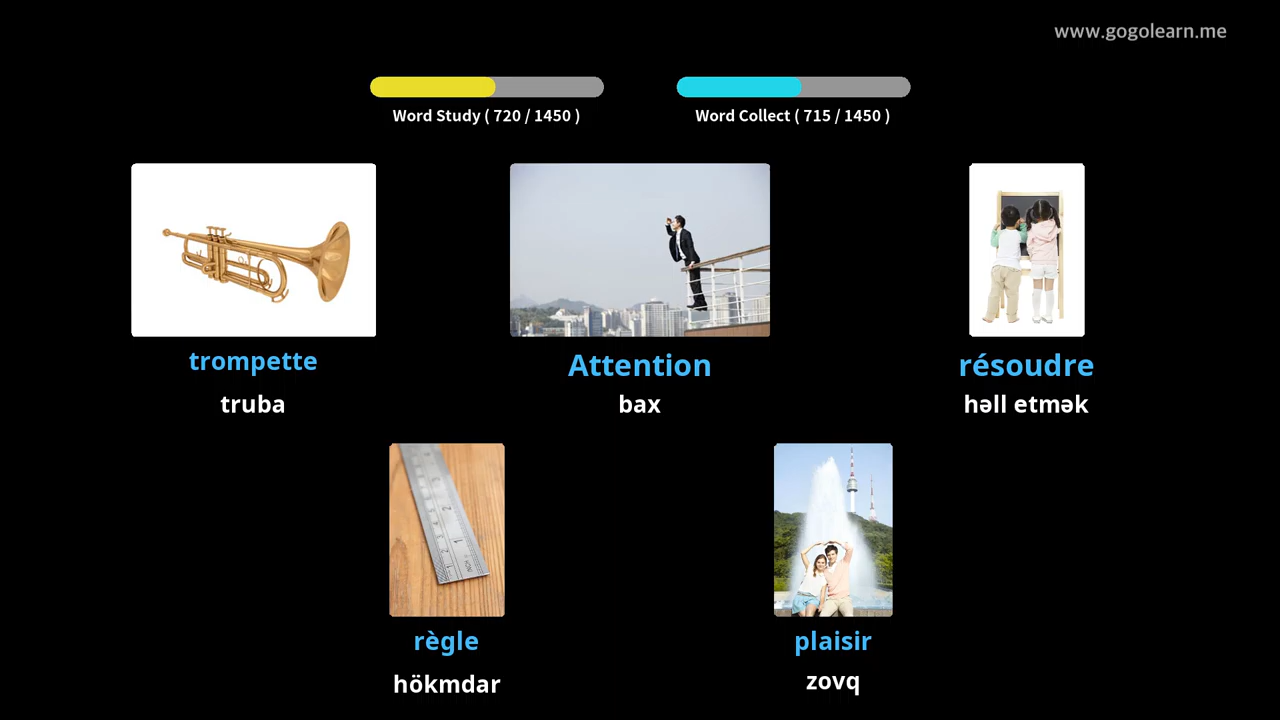 www.gogolearn.me
Word Study ( 720 / 1450 )
Word Collect ( 715 / 1450 )
trompette
Attention
résoudre
truba
bax
həll etmək
règle
plaisir
hökmdar
zovq